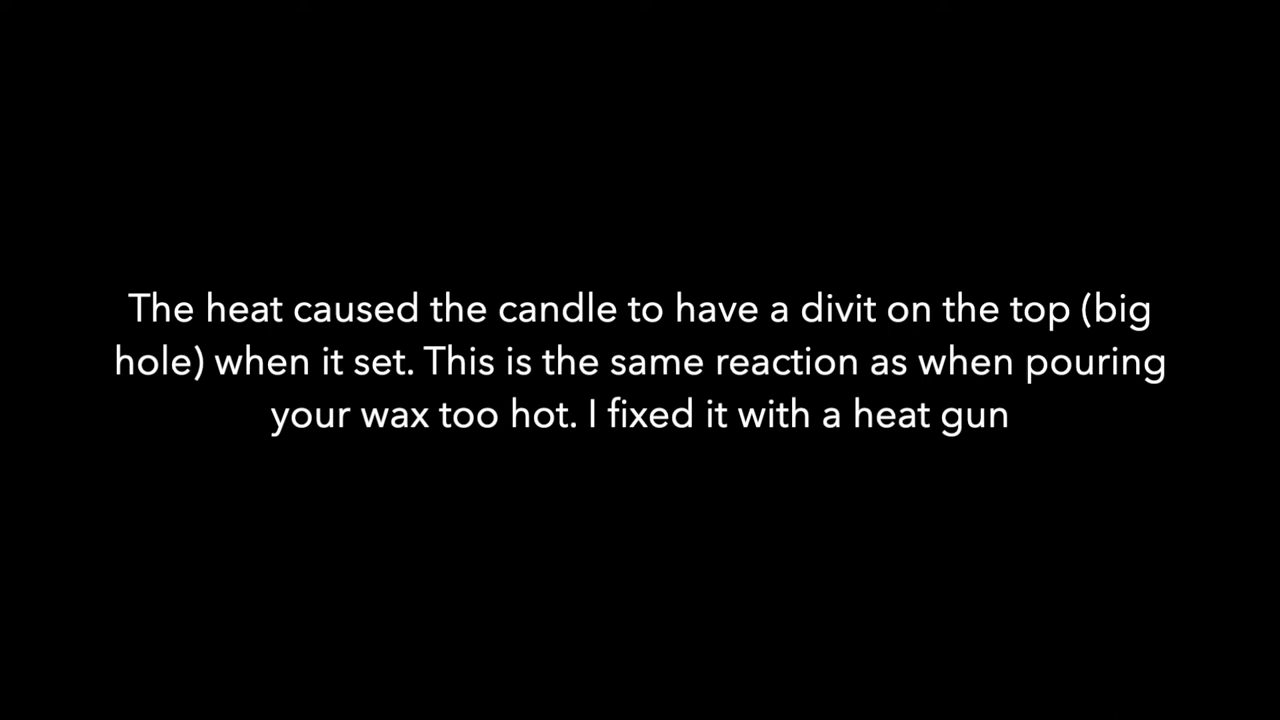 The heat caused the candle to have a divit on the top (big
hole) when it set. This is the same reaction as when pouring
your wax too hot. I fixed it with a heat gun